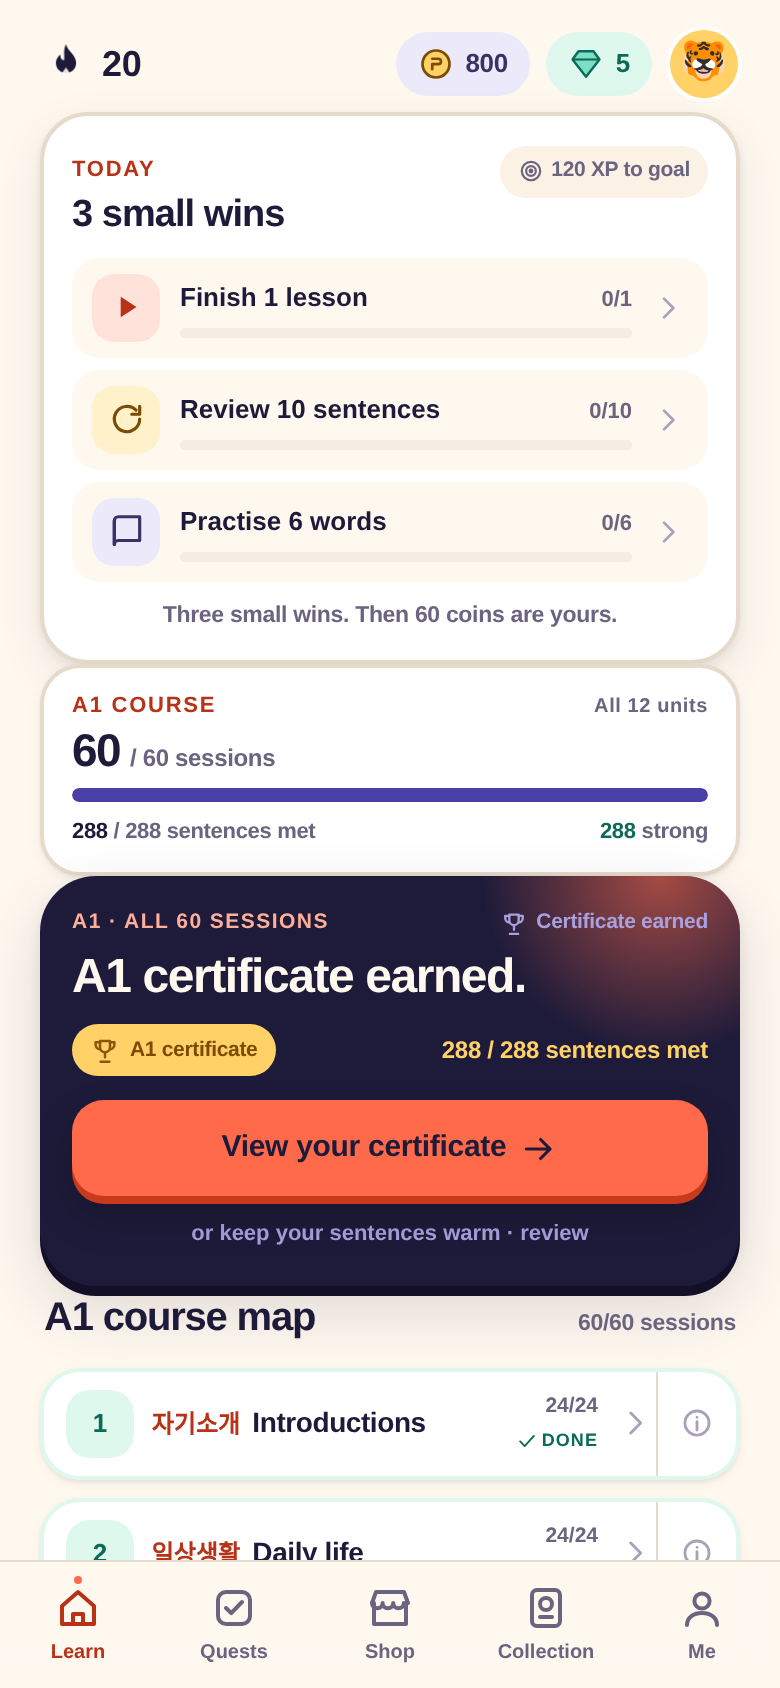 20
800
5
TODAY
120 XP to goal
3 small wins
Finish 1 lesson
0/1
Review 10 sentences
0/10
Practise 6 words
0/6
Three small wins. Then 60 coins are yours.
A1 COURSE
All 12 units
60 / 60 sessions
288 / 288 sentences met
288 strong
A1 · ALL 60 SESSIONS
Certificate earned
A1 certificate earned.
A1 certificate
288 / 288 sentences met
View your certificate →
or keep your sentences warm · review
A1 course map
60/60 sessions
1
자기소개 Introductions
24/24
DONE
2
일상생활 Daily life
24/24
Learn
Quests
Shop
Collection
Me